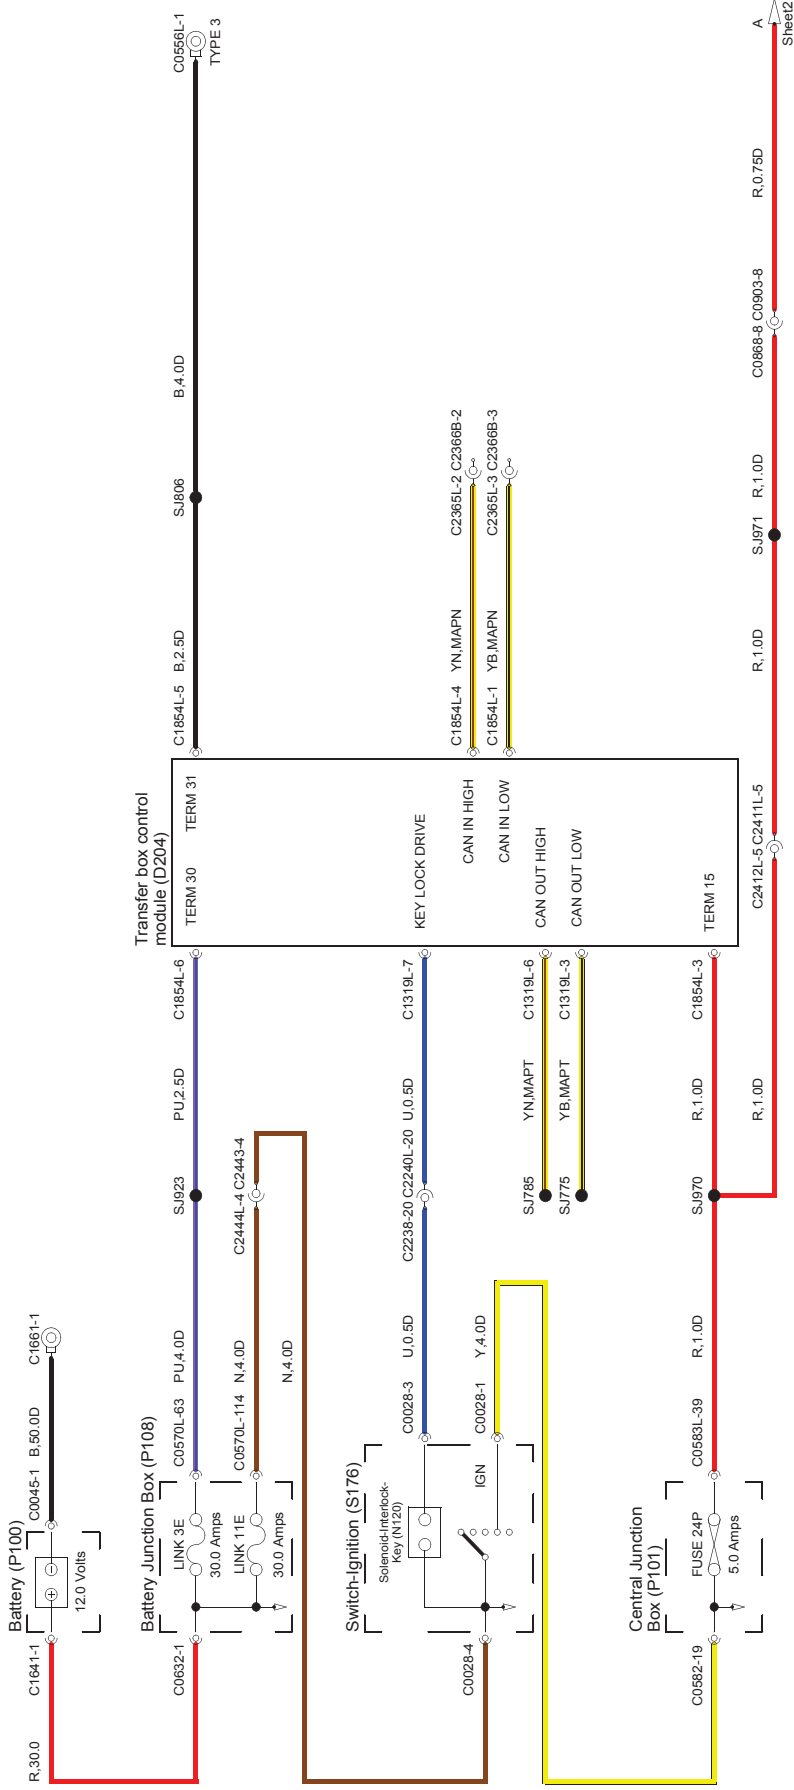 Battery (P100)
12.0 Volts
C1641-1
R,30.0
C0045-1
B,50.0D
C1661-1
Battery Junction Box (P108)
LINK 3E
30.0 Amps
LINK 11E
30.0 Amps
C0632-1
C0570L-63
PU,4.0D
SJ923
PU,2.5D
C1854L-6
C0570L-114
N,4.0D
C2444L-4
C2443-4
N,4.0D
Switch-Ignition (S176)
Solenoid-Interlock-
Key (N120)
IGN
C0028-4
C0028-3
U,0.5D
C2238-20
C2240L-20
U,0.5D
C1319L-7
C0028-1
Y,4.0D
Central Junction
Box (P101)
FUSE 24P
5.0 Amps
C0582-19
C0583L-39
R,1.0D
SJ970
R,1.0D
C1854L-3
SJ785
YN,MAPT
C1319L-6
SJ775
YB,MAPT
C1319L-3
Transfer box control
module (D204)
TERM 30
TERM 31
KEY LOCK DRIVE
CAN IN HIGH
CAN IN LOW
CAN OUT HIGH
CAN OUT LOW
TERM 15
C1854L-5
B,2.5D
SJ806
B,4.0D
C0556L-1
TYPE 3
C1854L-4
YN,MAPN
C2365L-2
C2366B-2
C1854L-1
YB,MAPN
C2365L-3
C2366B-3
R,1.0D
C2412L-5
C2411L-5
R,1.0D
SJ971
R,1.0D
C0868-8
C0903-8
R,0.75D
A
Sheet2